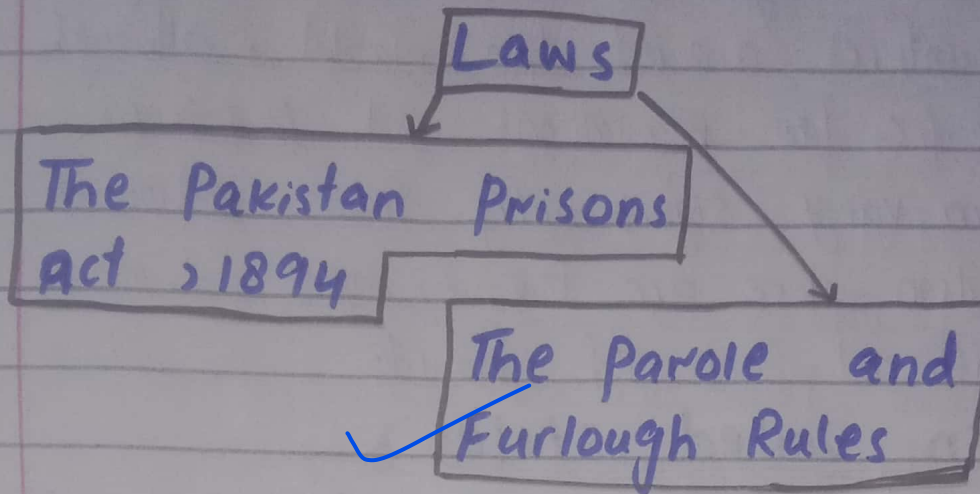 Laws
The Pakistan Prisons
act , 1894
The Parole and
Furlough Rules